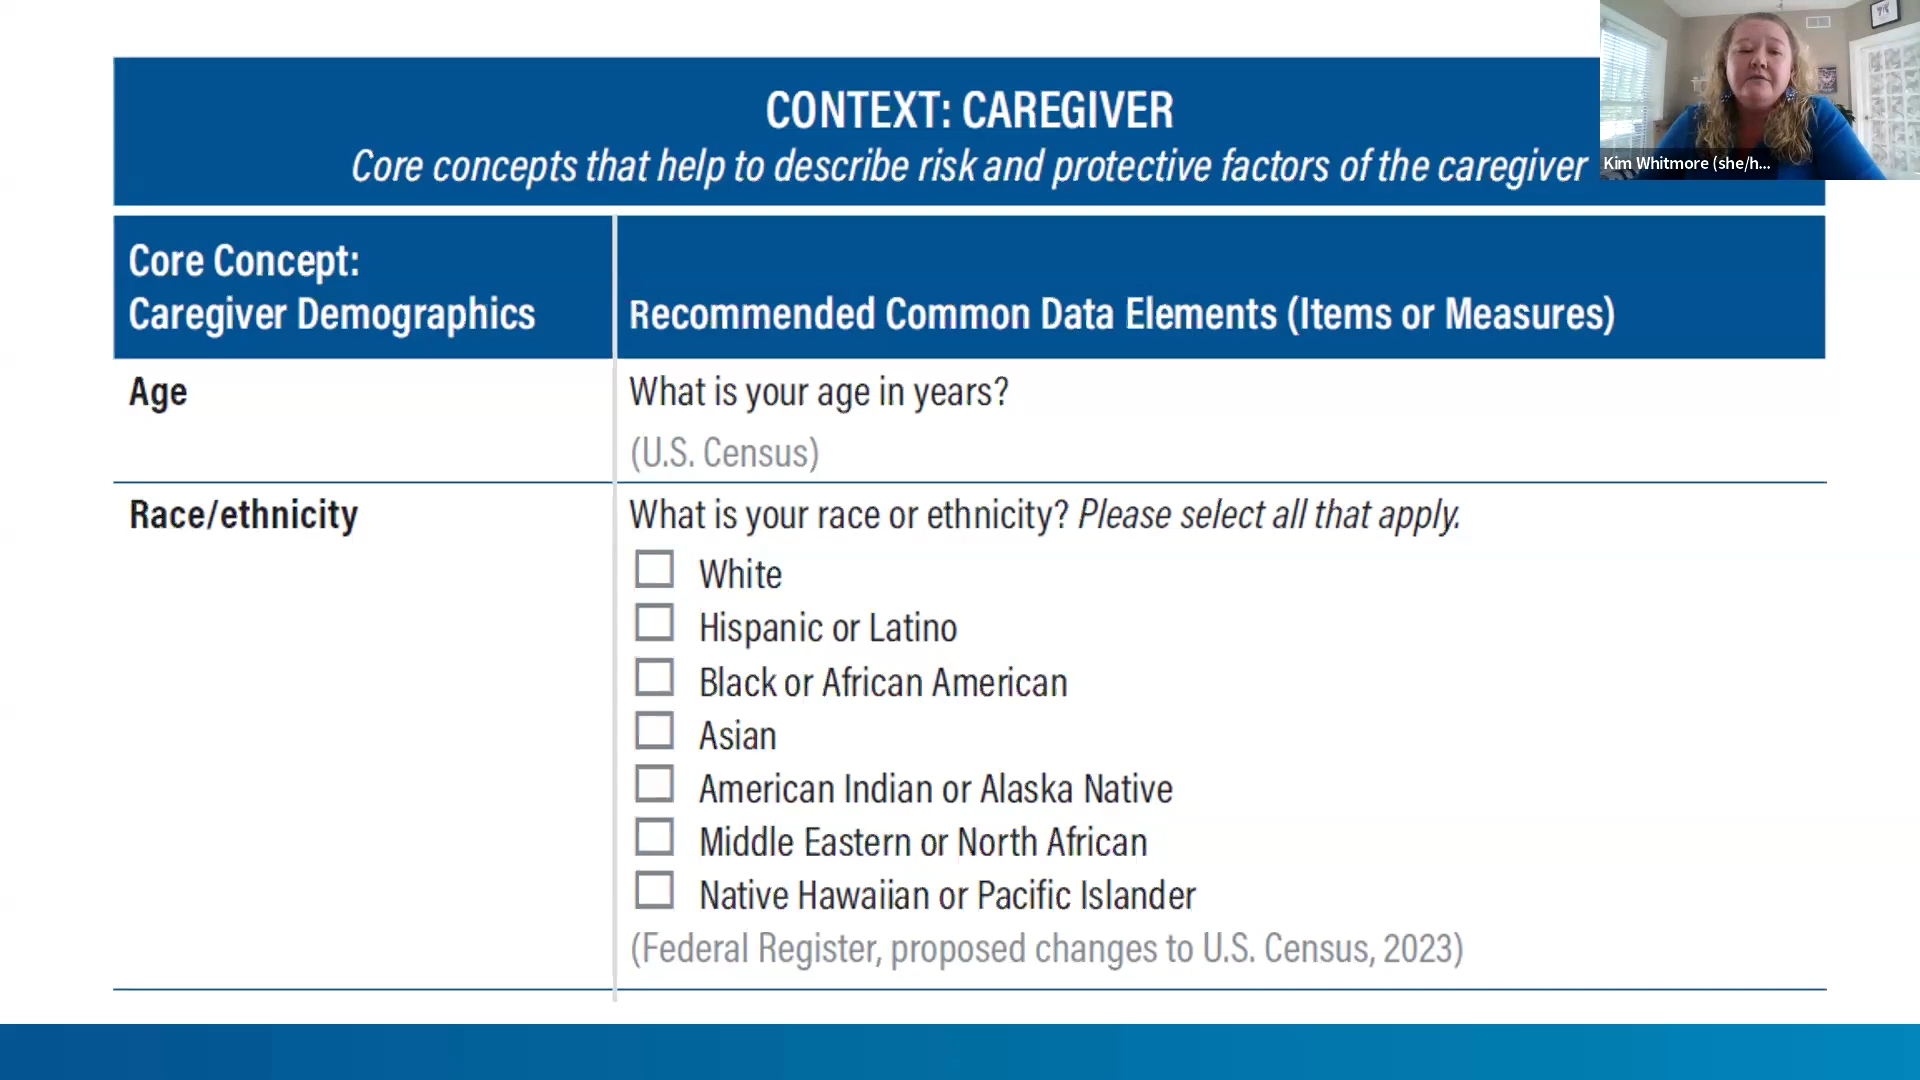 CONTEXT: CAREGIVER
Core concepts that help to describe risk and protective factors of the caregiver
Kim Whitmore (she/h...
Core Concept:
Caregiver Demographics
Recommended Common Data Elements (Items or Measures)
Age
What is your age in years?
(U.S. Census)
Race/ethnicity
What is your race or ethnicity? Please select all that apply.
White
Hispanic or Latino
Black or African American
Asian
American Indian or Alaska Native
Middle Eastern or North African
Native Hawaiian or Pacific Islander
(Federal Register, proposed changes to U.S. Census, 2023)